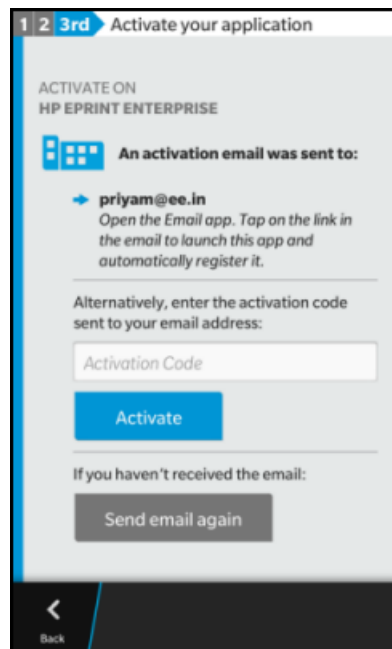 1 2 3rd Activate your application
ACTIVATE ON
HP EPRINT ENTERPRISE
An activation email was sent to:
priyam@ee.in
Open the Email app. Tap on the link in
the email to launch this app and
automatically register it.
Alternatively, enter the activation code
sent to your email address:
Activation Code
Activate
If you haven't received the email:
Send email again
Back